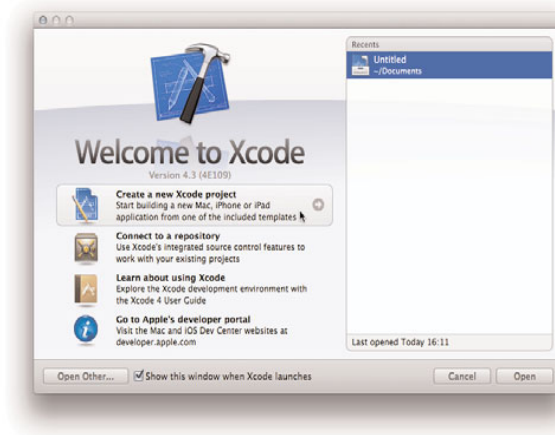 Recents
Untitled
~/Documents
Welcome to Xcode
Version 4.3 (4E109)
Create a new Xcode project
Start building a new Mac, iPhone or iPad
application from one of the included templates
Connect to a repository
Use Xcode's integrated source control features to
work with your existing projects
Learn about using Xcode
Explore the Xcode development environment with
the Xcode 4 User Guide
Go to Apple's developer portal
Visit the Mac and iOS Dev Center websites at
developer.apple.com
Last opened Today 16:11
Open Other...
Show this window when Xcode launches
Cancel
Open